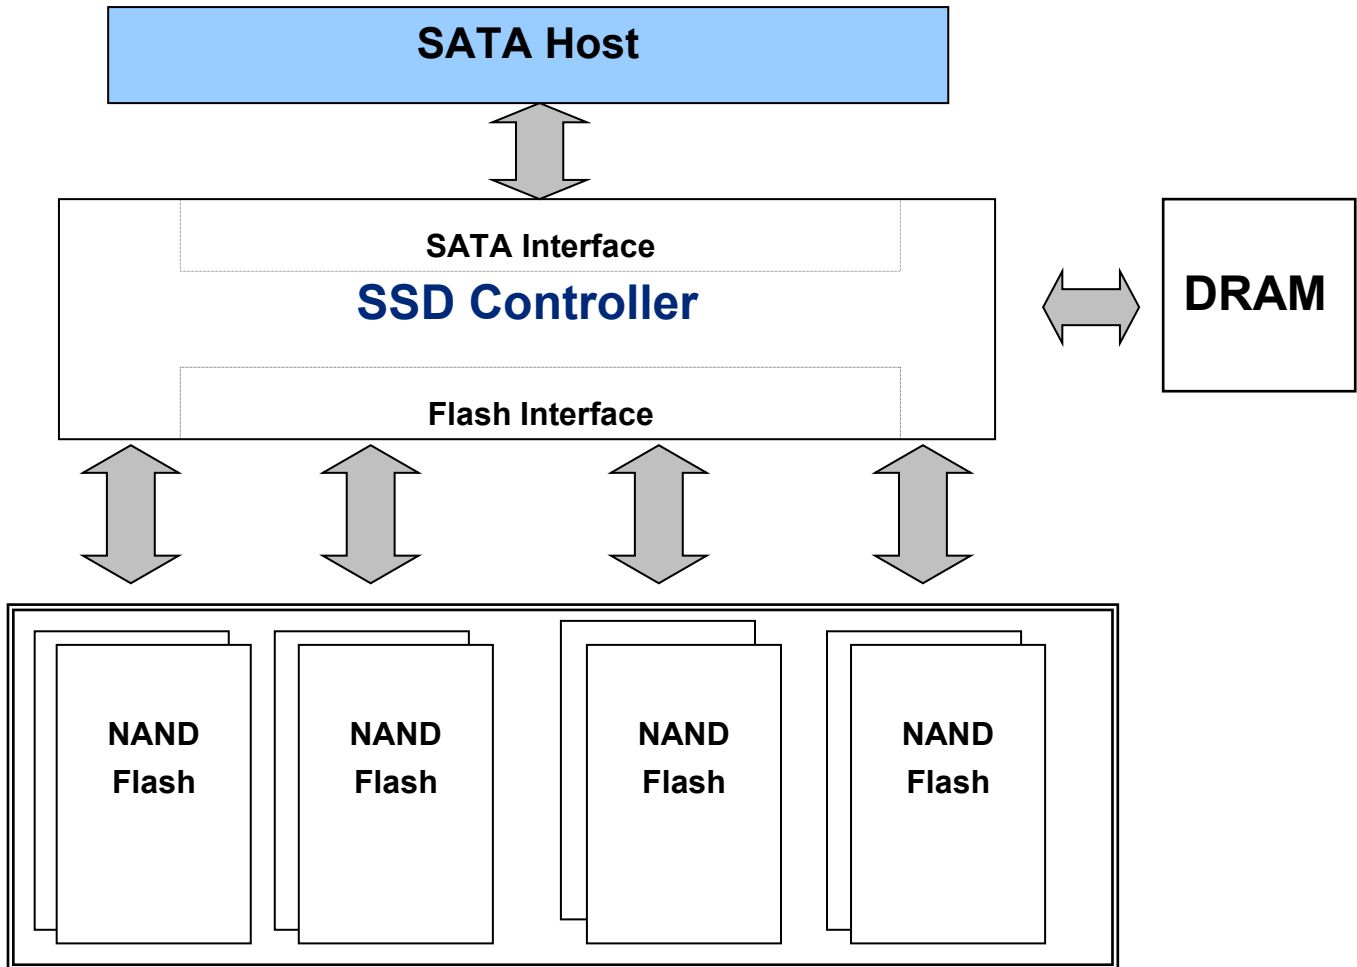 SATA Host
SATA Interface
SSD Controller
DRAM
Flash Interface
NAND
Flash
NAND
Flash
NAND
Flash
NAND
Flash